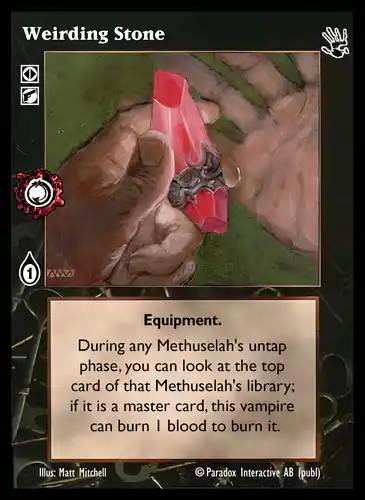 Weirding Stone
1
Equipment.
During any Methuselah's untap
phase, you can look at the top
card of that Methuselah's library;
if it is a master card, this vampire
can burn 1 blood to burn it.
Illus: Matt Mitchell
© Paradox Interactive AB (publ)